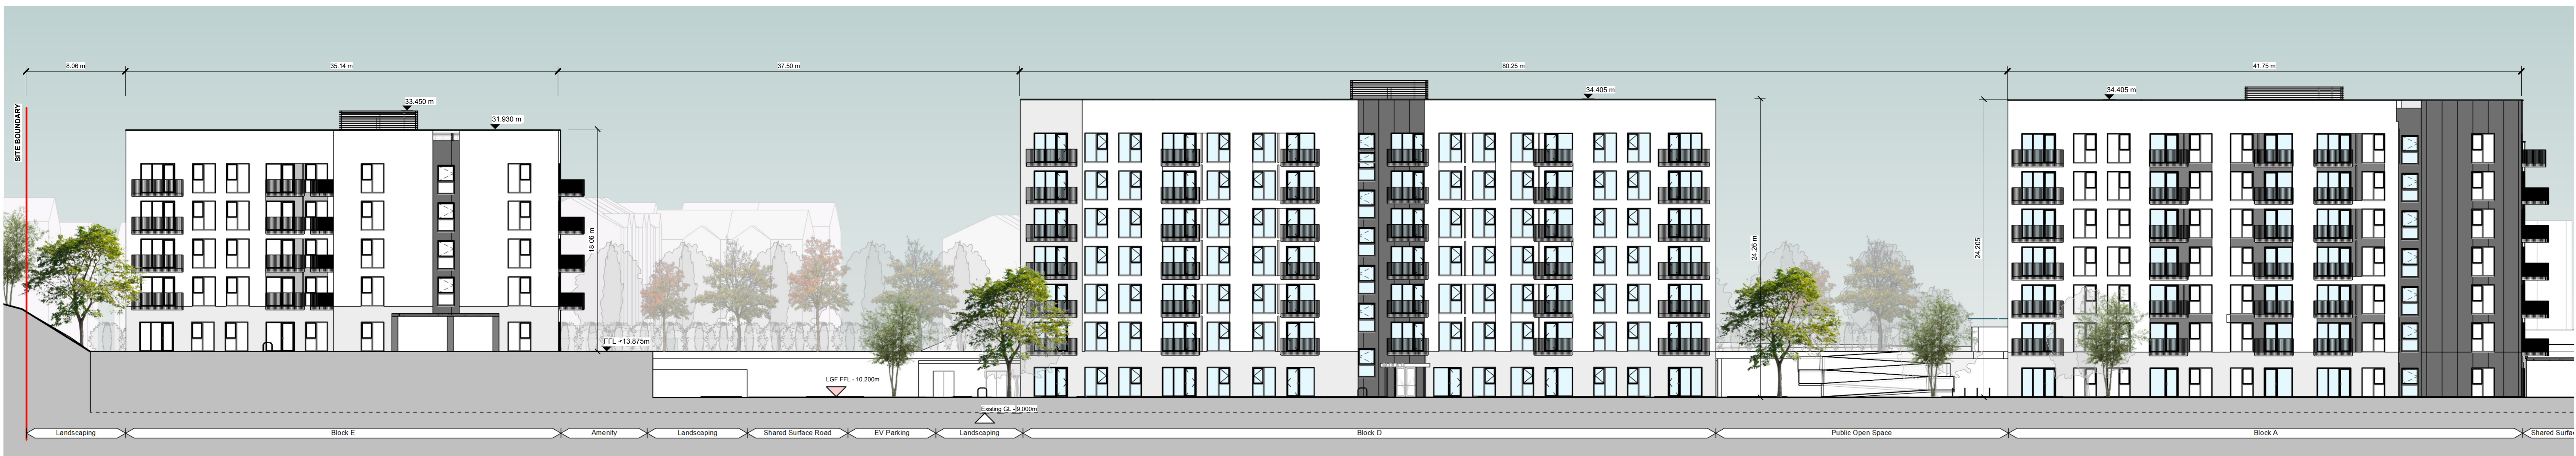 8.06 m
35.14 m
37.50 m
80.25 m
41.75 m
SITE BOUNDARY
33.450 m
31.930 m
34.405 m
34.405 m
18.06 m
24.26 m
24.205
FFL -13.875m
LGF FFL - 10.200m
Existing GL - 9.000m
Landscaping
Block E
Amenity
Landscaping
Shared Surface Road
EV Parking
Landscaping
Block D
Public Open Space
Block A
Shared Surfa